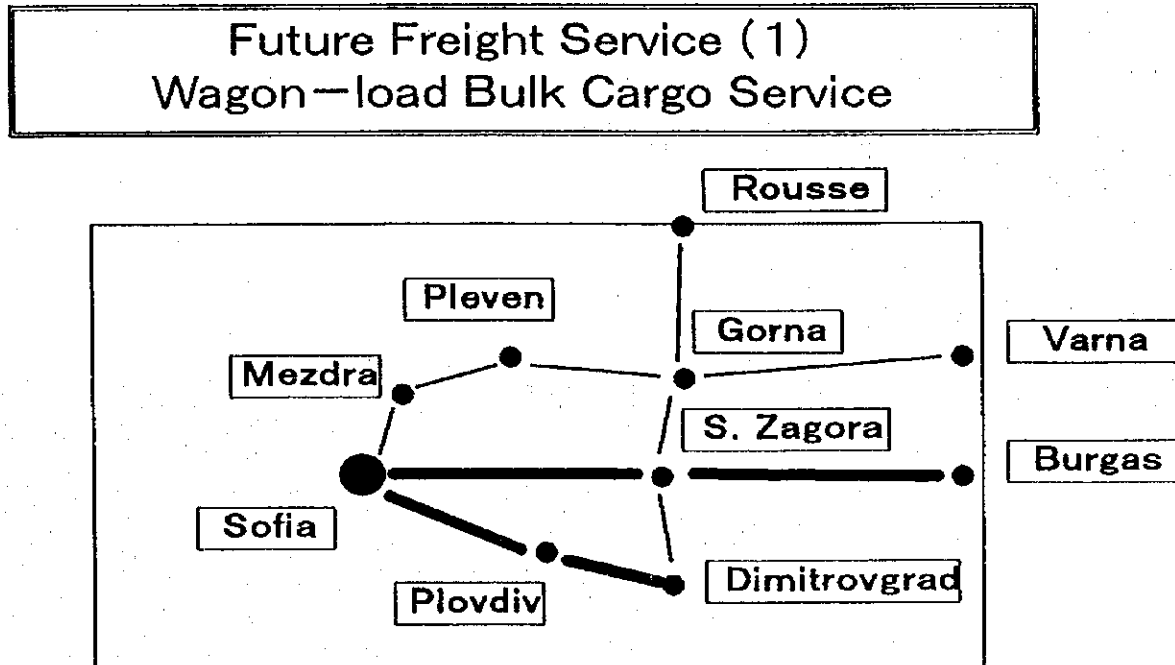 Future Freight Service (1)
Wagon-load Bulk Cargo Service
Rousse
Pleven
Gorna
Varna
Mezdra
S. Zagora
Burgas
Sofia
Dimitrovgrad
Plovdiv